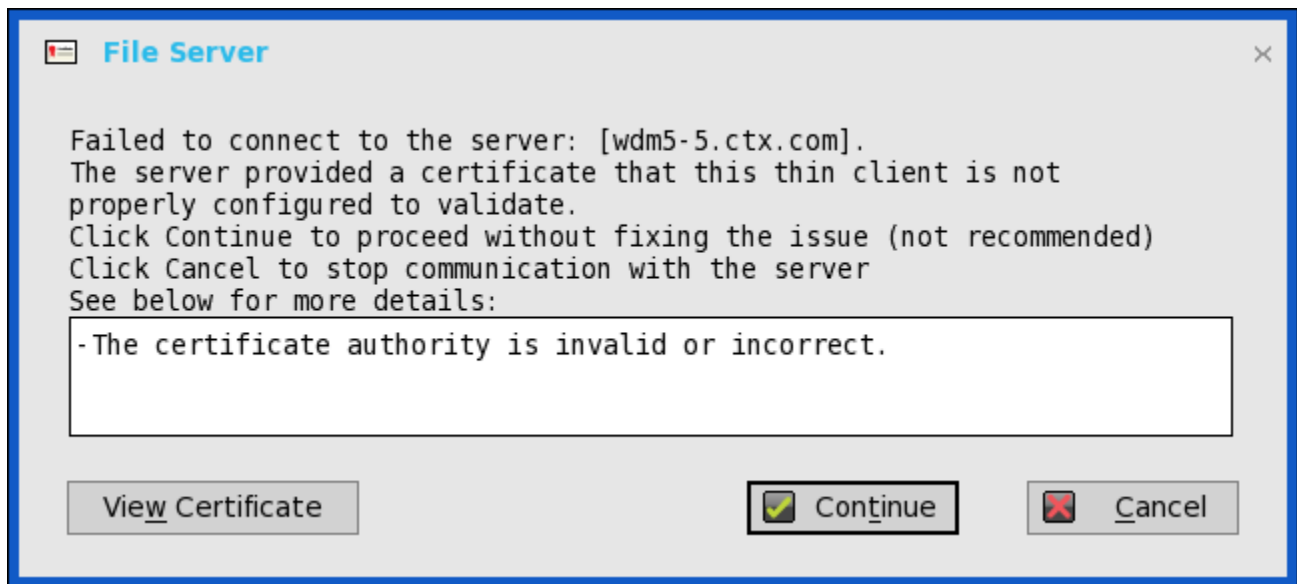 File Server
Failed to connect to the server: [wdm5-5.ctx.com].
The server provided a certificate that this thin client is not
properly configured to validate.
Click Continue to proceed without fixing the issue (not recommended)
Click Cancel to stop communication with the server
See below for more details:
-The certificate authority is invalid or incorrect.
View Certificate
Continue
Cancel